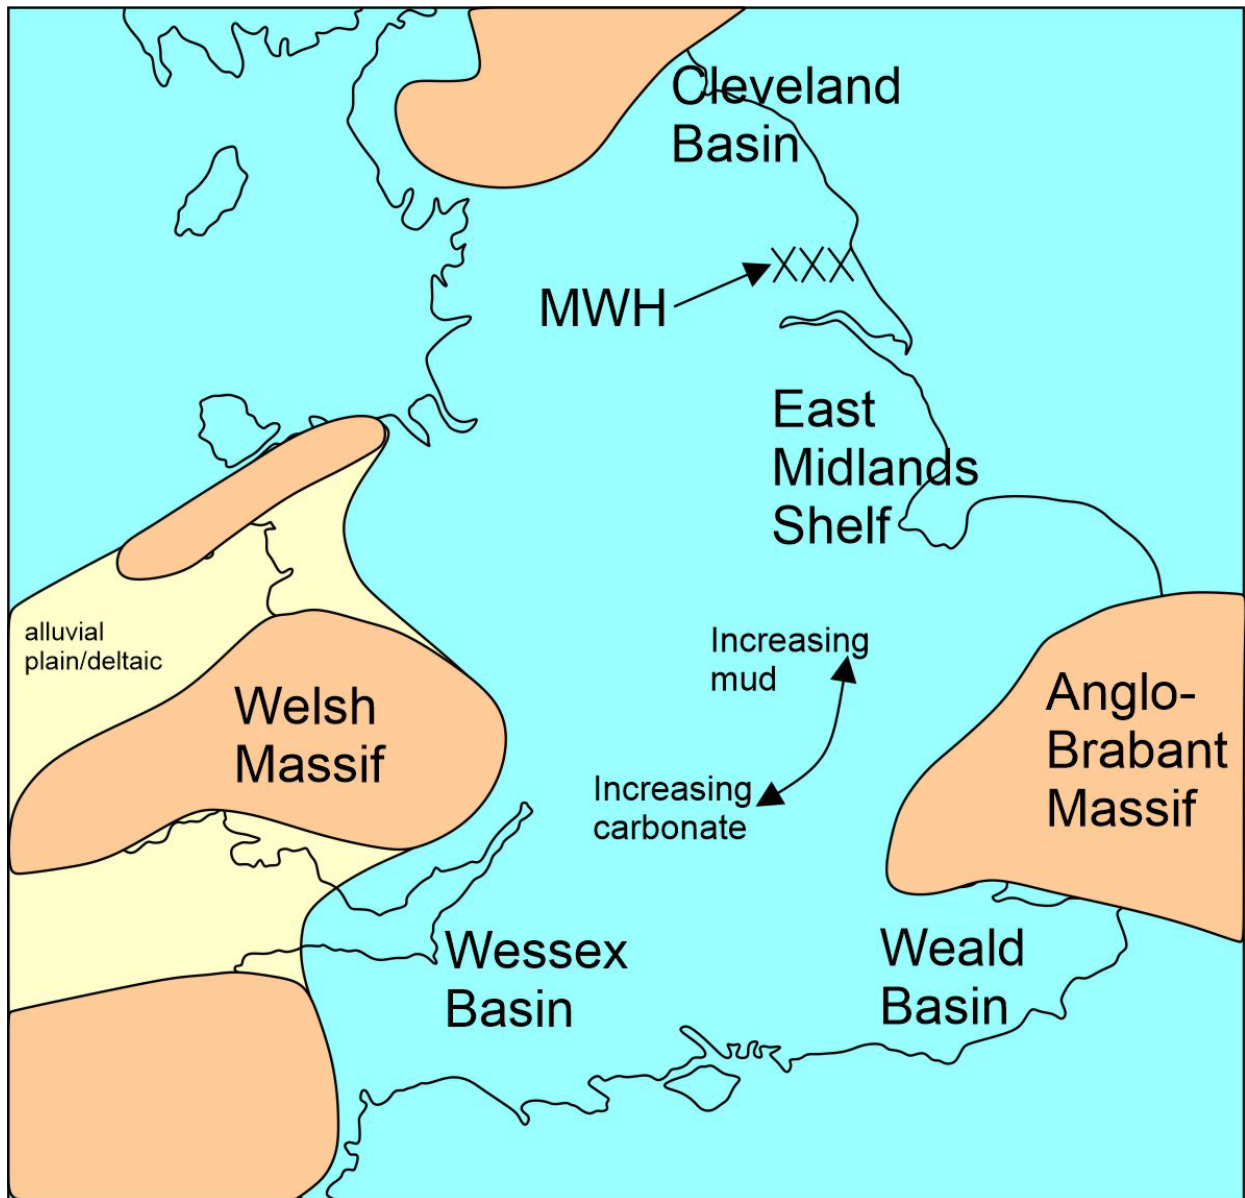 Cleveland
Basin
MWH
East
Midlands
Shelf
alluvial
plain/deltaic
Increasing
mud
Welsh
Massif
Anglo-
Brabant
Massif
Increasing
carbonate
Wessex
Basin
Weald
Basin